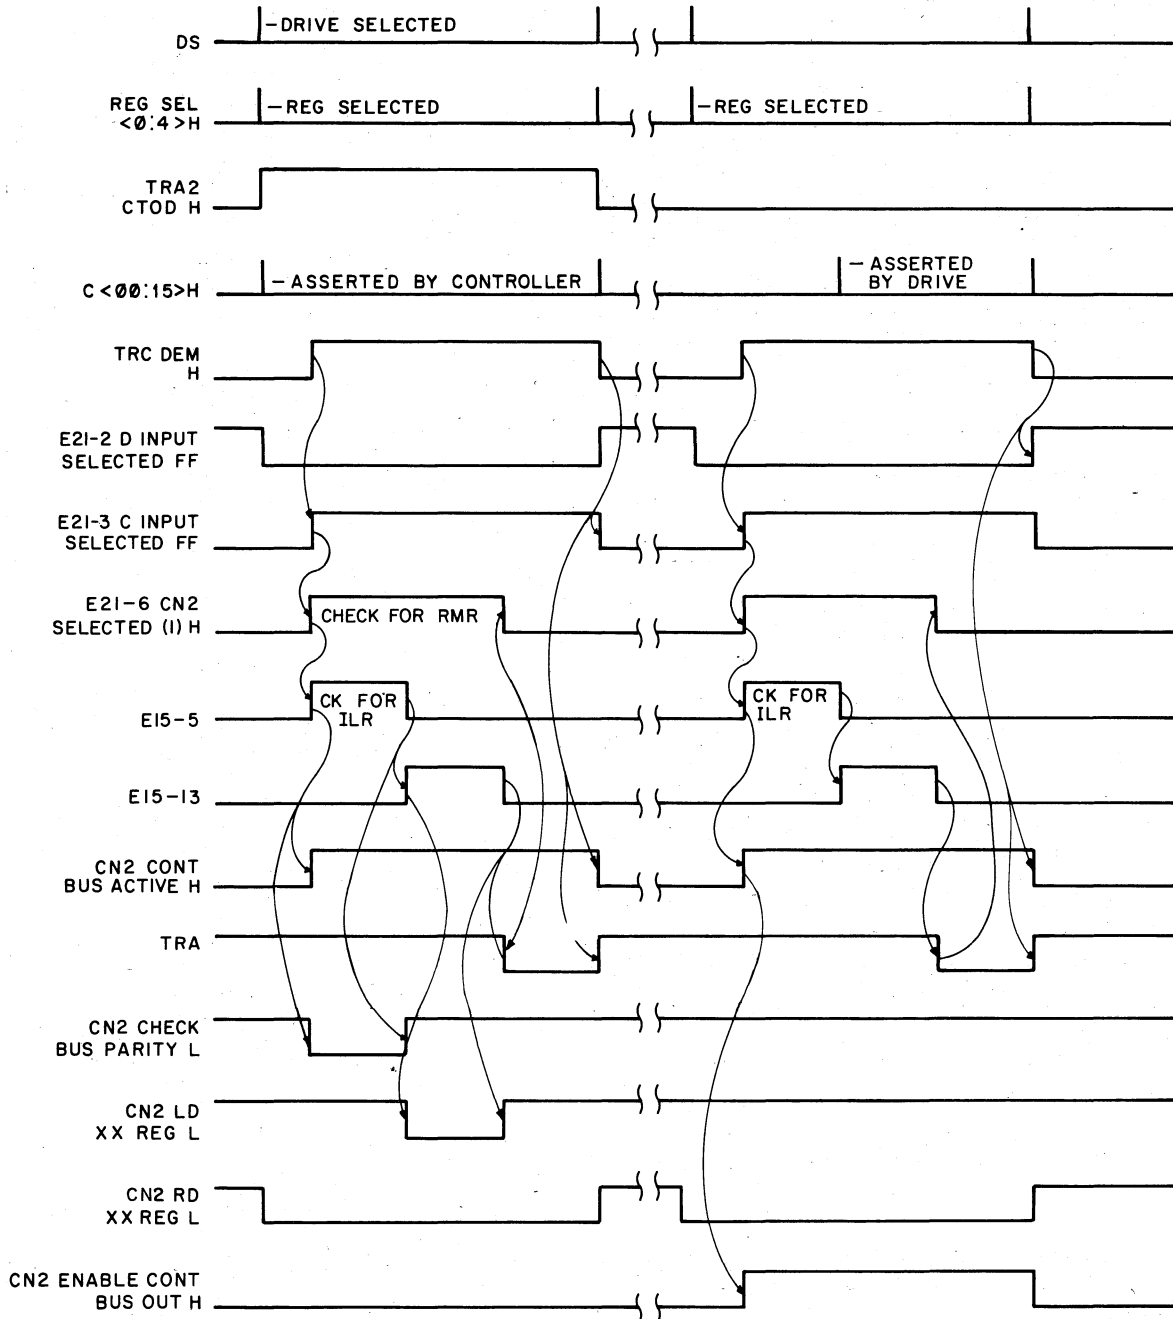 DS
-DRIVE SELECTED
REG SEL
<0:4>H
-REG SELECTED
-REG SELECTED
TRA2
CTOD H
C<00:15>H
-ASSERTED BY CONTROLLER
-ASSERTED
BY DRIVE
TRC DEM
H
E21-2 D INPUT
SELECTED FF
E21-3 C INPUT
SELECTED FF
E21-6 CN2
SELECTED (1) H
CHECK FOR RMR
E15-5
CK FOR
ILR
CK FOR
ILR
E15-13
CN2 CONT
BUS ACTIVE H
TRA
CN2 CHECK
BUS PARITY L
CN2 LD
XX REG L
CN2 RD
XX REG L
CN2 ENABLE CONT
BUS OUT H